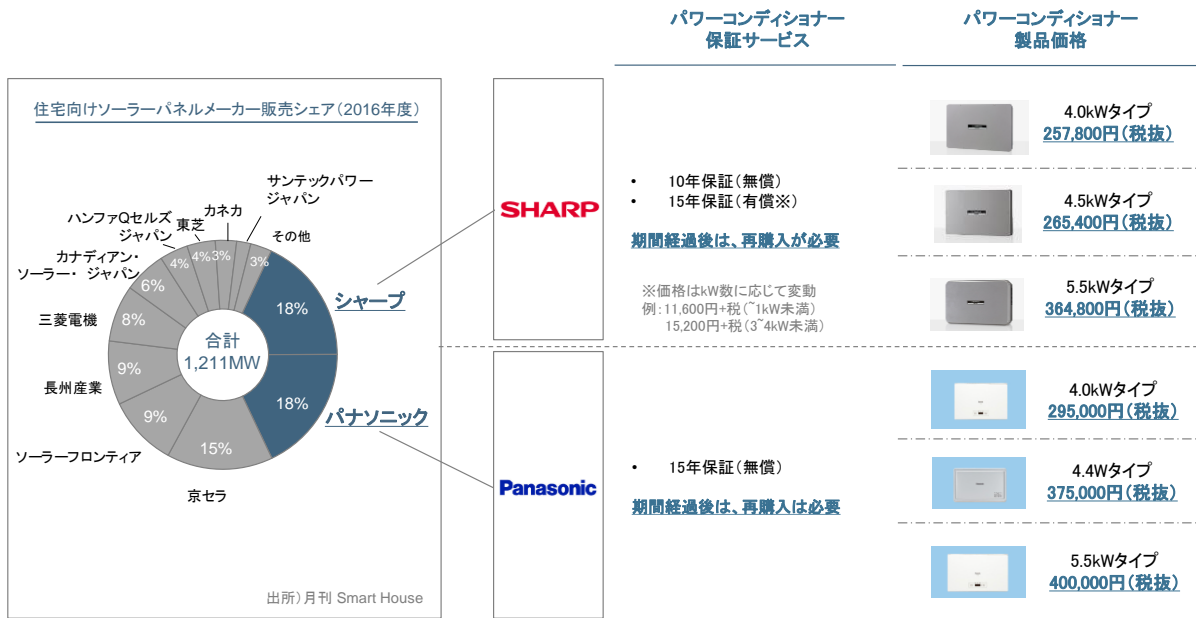 パワーコンディショナー
保証サービス
パワーコンディショナー
製品価格
住宅向けソーラーパネルメーカー販売シェア(2016年度)
サンテックパワー
ジャパン
カネカ
ハンファQセルズ
ジャパン
東芝
その他
カナディアン・
ソーラー・ ジャパン
三菱電機
長州産業
ソーラーフロンティア
京セラ
シャープ
パナソニック
18%
18%
15%
9%
9%
8%
6%
4%
4%
3%
3%
合計
1,211MW
出所)月刊 Smart House
SHARP
• 10年保証(無償)
• 15年保証(有償※)
期間経過後は、再購入が必要
※価格はkW数に応じて変動
例:11,600円+税(~1kW未満)
15,200円+税(3~4kW未満)
4.0kWタイプ
257,800円(税抜)
4.5kWタイプ
265,400円(税抜)
5.5kWタイプ
364,800円(税抜)
Panasonic
• 15年保証(無償)
期間経過後は、再購入は必要
4.0kWタイプ
295,000円(税抜)
4.4Wタイプ
375,000円(税抜)
5.5kWタイプ
400,000円(税抜)